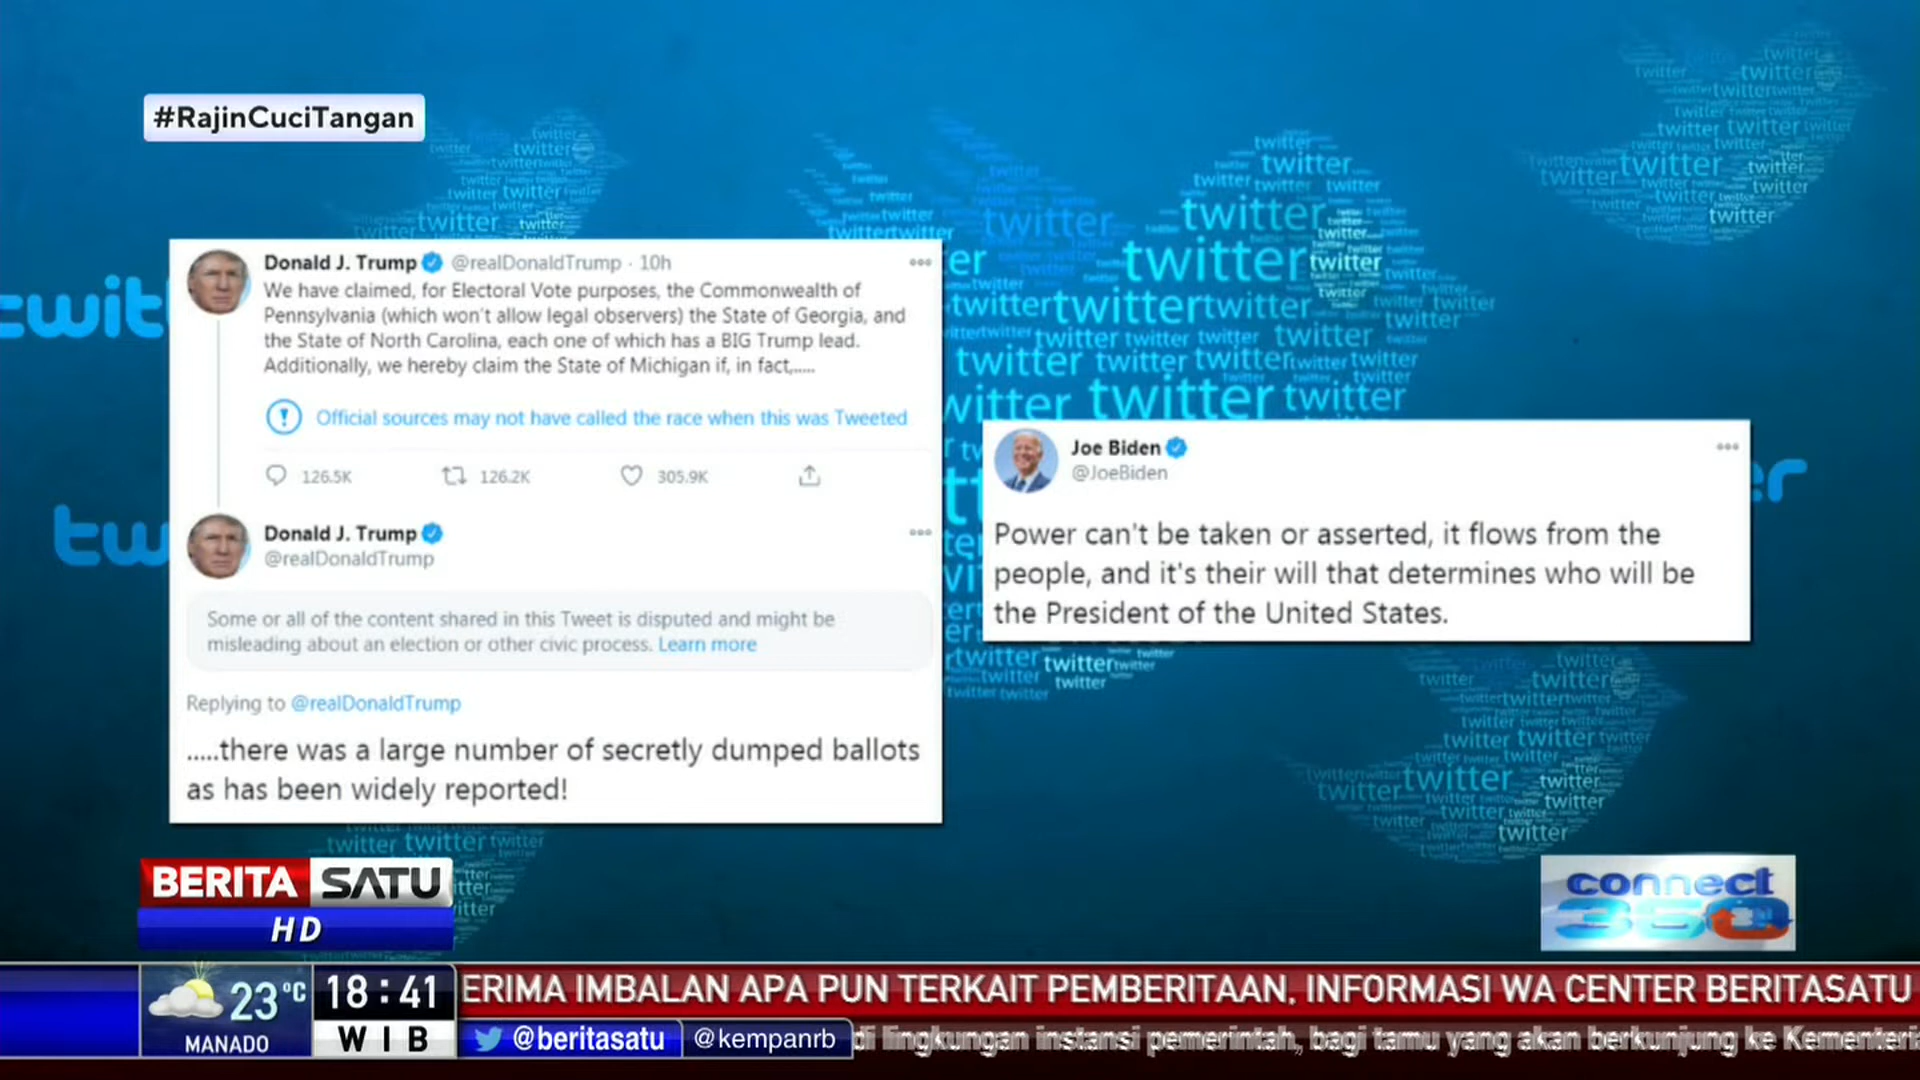 #RajinCuciTangan
Donald J. Trump @realDonaldTrump · 10h
We have claimed, for Electoral Vote purposes, the Commonwealth of
Pennsylvania (which won't allow legal observers) the State of Georgia, and
the State of North Carolina, each one of which has a BIG Trump lead.
Additionally, we hereby claim the State of Michigan if, in fact,.....
Official sources may not have called the race when this was Tweeted
126.5K 126.2K 305.9K
Donald J. Trump
@realDonaldTrump
Some or all of the content shared in this Tweet is disputed and might be
misleading about an election or other civic process. Learn more
Replying to @realDonaldTrump
.....there was a large number of secretly dumped ballots
as has been widely reported!
Joe Biden
@JoeBiden
Power can't be taken or asserted, it flows from the
people, and it's their will that determines who will be
the President of the United States.
BERITA SATU
HD
connect
360
23°C
MANADO
18:41
WIB
ERIMA IMBALAN APA PUN TERKAIT PEMBERITAAN. INFORMASI WA CENTER BERITASATU
@beritasatu
@kempanrb
di lingkungan instansi pemerintah, bagi tamu yang akan berkunjung ke Kementeri